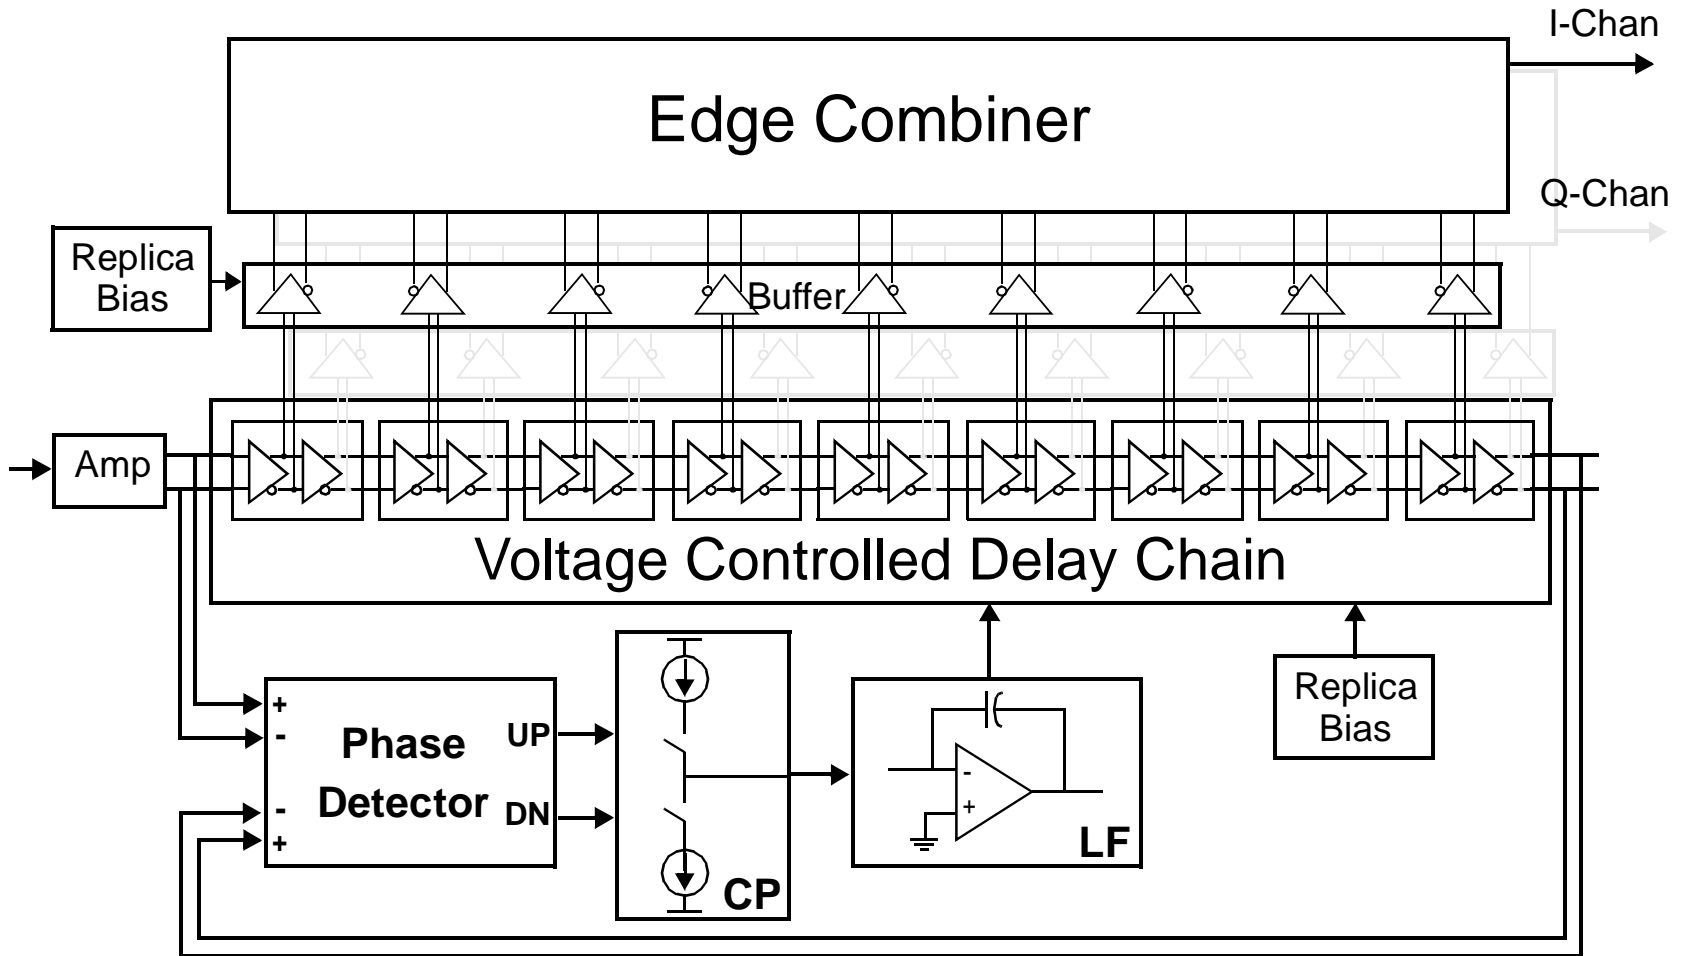 I-Chan
Edge Combiner
Q-Chan
Replica
Bias
Buffer
Amp
Voltage Controlled Delay Chain
+
-
Phase
Detector
-
+
UP
DN
CP
-
+
LF
Replica
Bias